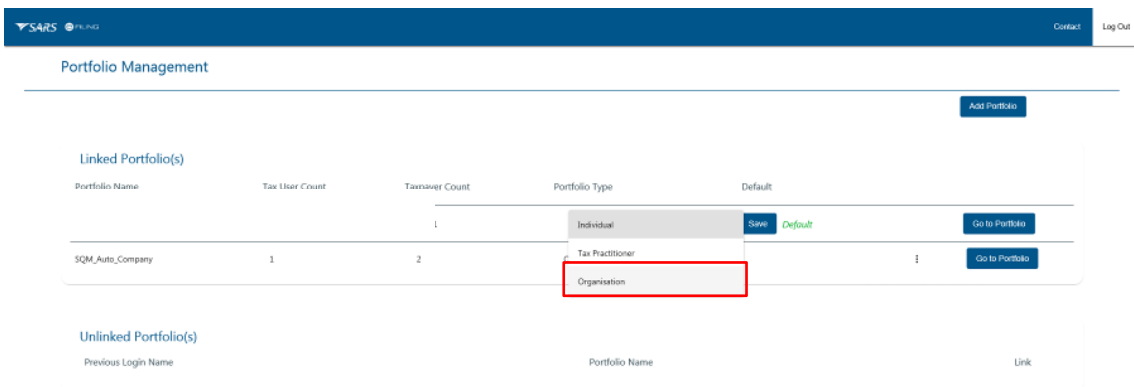 SARS eFILING
Contact Log Out
Portfolio Management
Add Portfolio
Linked Portfolio(s)
Portfolio Name Tax User Count Taxpayer Count Portfolio Type Default
1 Individual Save Default Go to Portfolio
Tax Practitioner
SQM_Auto_Company 1 2 Go to Portfolio
Organisation
Unlinked Portfolio(s)
Previous Login Name Portfolio Name Link